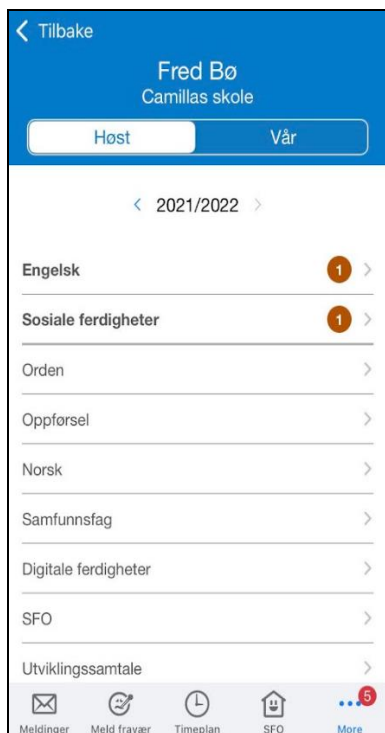 Tilbake
Fred Bø
Camillas skole
Høst Vår
2021/2022
Engelsk 1
Sosiale ferdigheter 1
Orden
Oppførsel
Norsk
Samfunnsfag
Digitale ferdigheter
SFO
Utviklingssamtale
5
Meldinger Meld fravær Timeplan SFO More